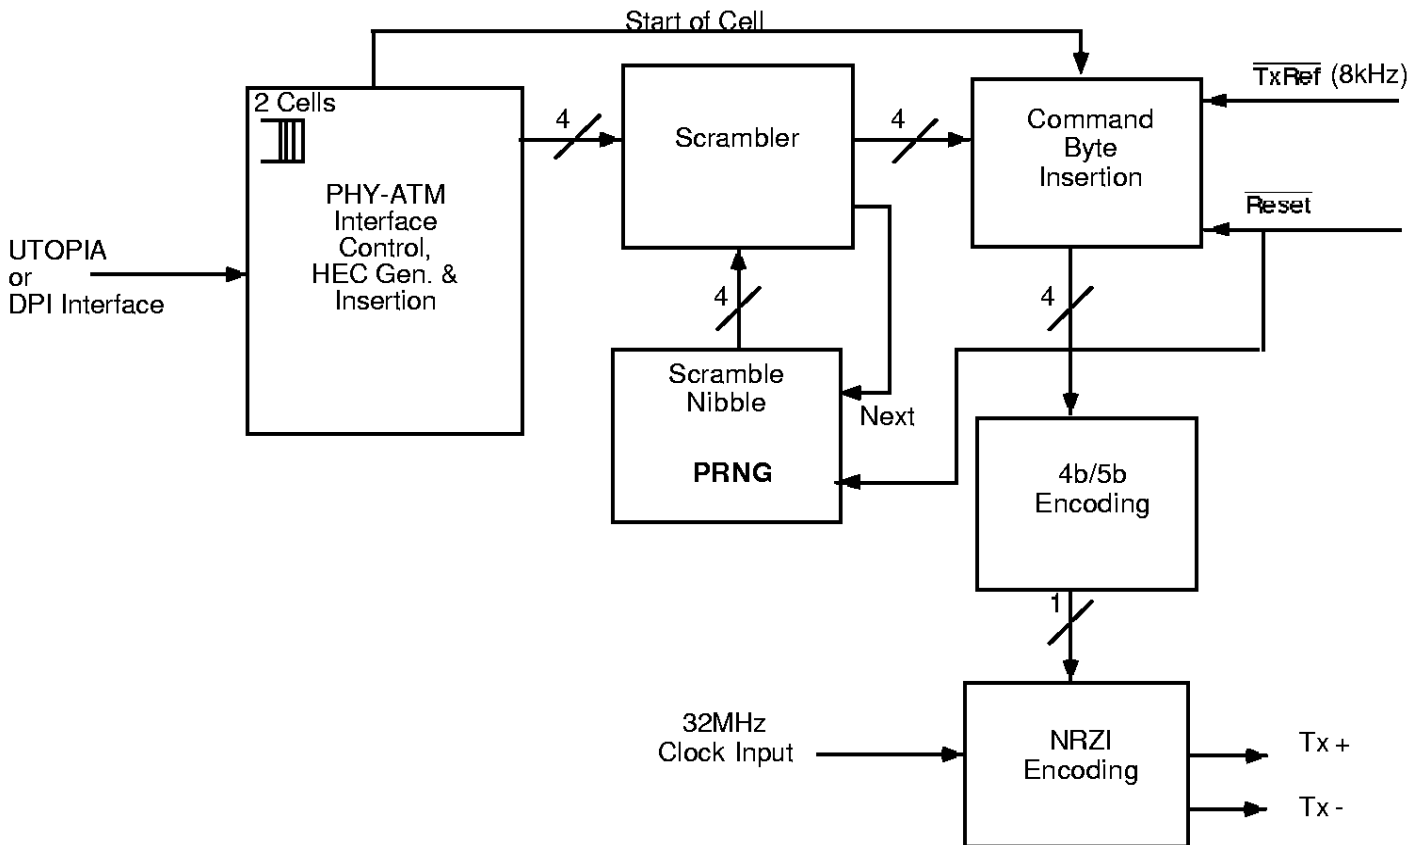 Start of Cell
2 Cells
PHY-ATM
Interface
Control,
HEC Gen. &
Insertion
UTOPIA
or
DPI Interface
4
Scrambler
4
Command
Byte
Insertion
TxRef (8kHz)
Reset
4
Scramble
Nibble
PRNG
Next
4
4b/5b
Encoding
1
32MHz
Clock Input
NRZI
Encoding
Tx +
Tx -